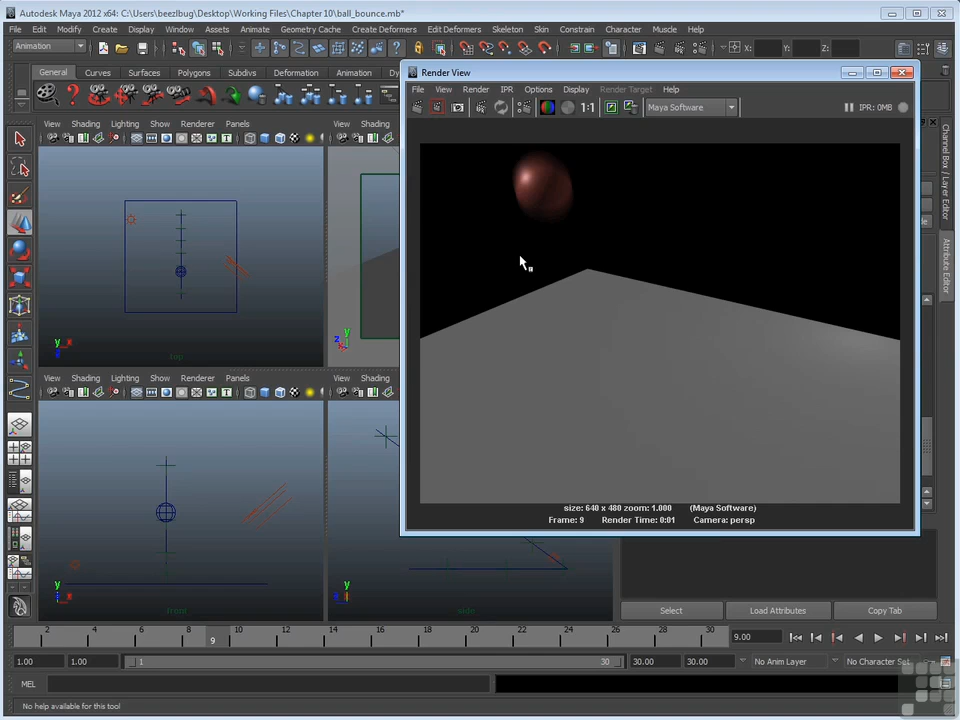 Autodesk Maya 2012 x64: C:\Users\beezlbug\Desktop\Working Files\Chapter 10\ball_bounce.mb*
File Edit Modify Create Display Window Assets Animate Geometry Cache Create Deformers Edit Deformers Skeleton Skin Constrain Character Muscle Help
Animation X: Y: Z:
General Curves Surfaces Polygons Subdivs Deformation Animation
Render View
File View Render IPR Options Display Render Target Help
1:1 Maya Software IPR: 0MB
View Shading Lighting Show Renderer Panels
View Shading
Channel Box / Layer Editor
Attribute Editor
y x z
top
y z x
View Shading Lighting Show Renderer Panels
View Shading
size: 640 x 480 zoom: 1.000 (Maya Software)
Frame: 9 Render Time: 0:01 Camera: persp
y x
front
y
side
Select Load Attributes Copy Tab
2 4 6 8 9 10 12 14 16 18 20 22 24 26 28 30 9.00
1.00 1.00 1 30 30.00 30.00 No Anim Layer No Character Set
MEL
No help available for this tool